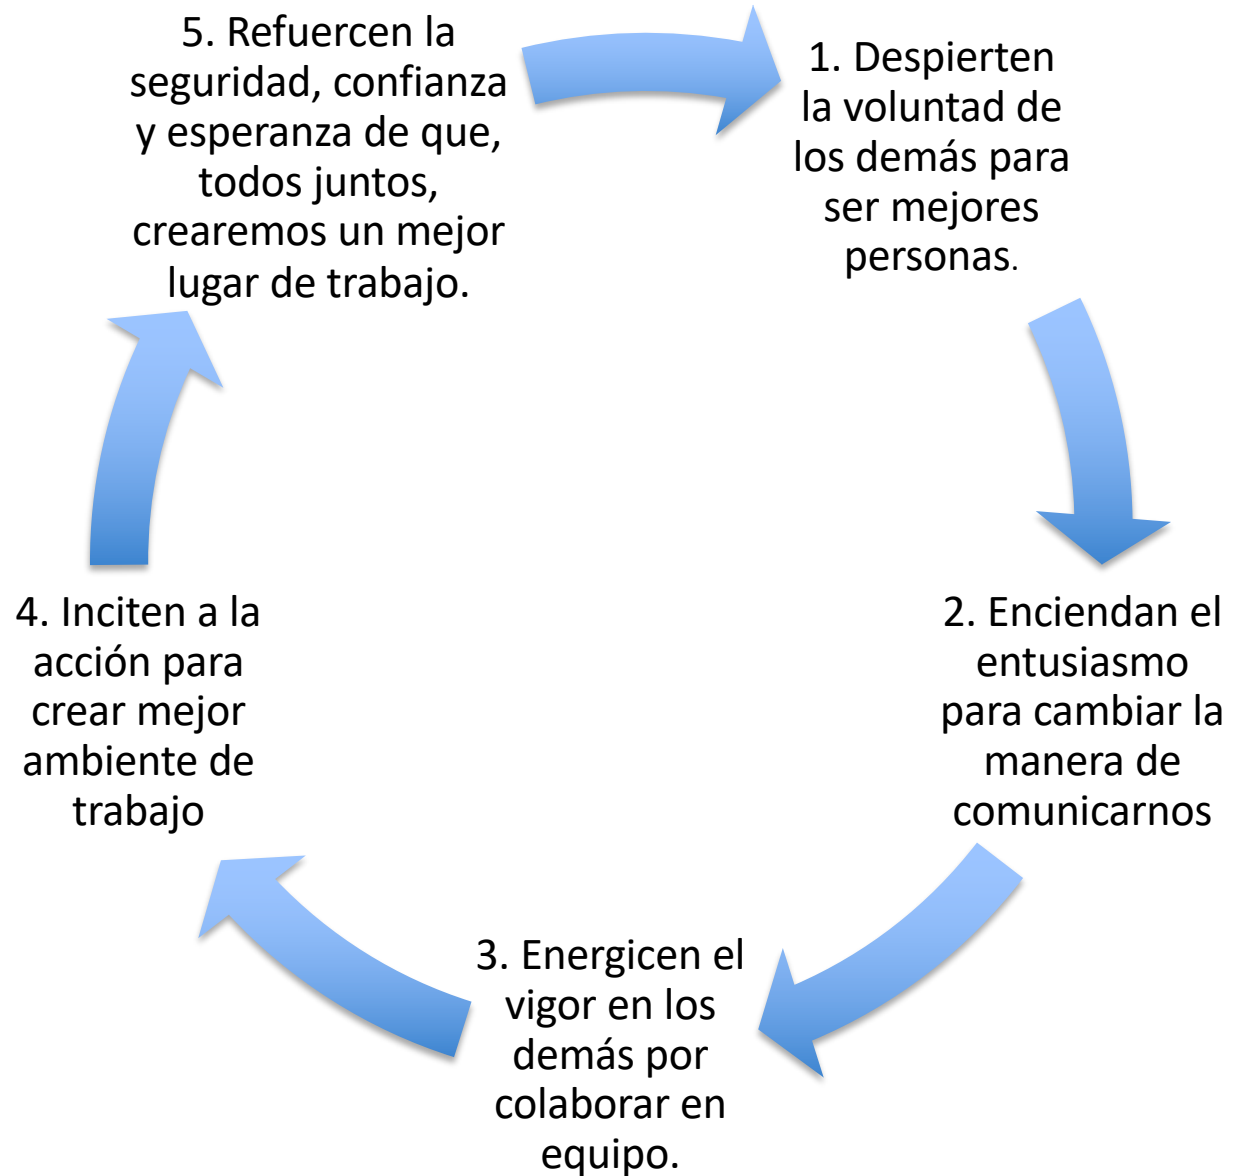 1. Despierten
la voluntad de
los demás para
ser mejores
personas.
2. Enciendan el
entusiasmo
para cambiar la
manera de
comunicarnos
3. Energicen el
vigor en los
demás por
colaborar en
equipo.
4. Inciten a la
acción para
crear mejor
ambiente de
trabajo
5. Refuercen la
seguridad, confianza
y esperanza de que,
todos juntos,
crearemos un mejor
lugar de trabajo.